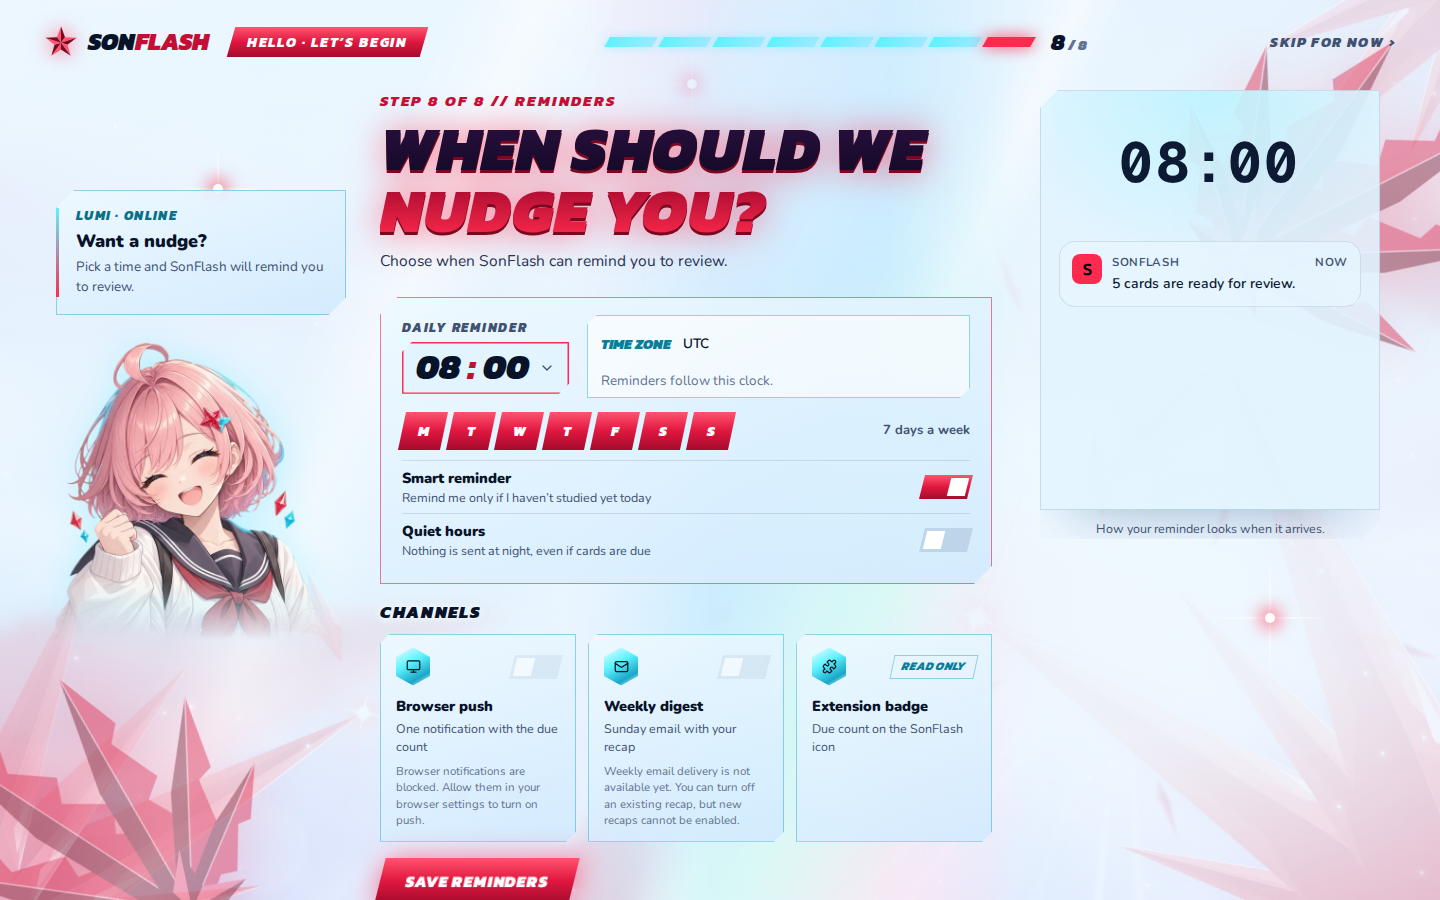 SONFLASH
HELLO · LET'S BEGIN
8 / 8
SKIP FOR NOW ›
STEP 8 OF 8 // REMINDERS
WHEN SHOULD WE
NUDGE YOU?
Choose when SonFlash can remind you to review.
LUMI · ONLINE
Want a nudge?
Pick a time and SonFlash will remind you
to review.
DAILY REMINDER
08:00
TIME ZONE UTC
Reminders follow this clock.
M T W T F S S
7 days a week
Smart reminder
Remind me only if I haven't studied yet today
Quiet hours
Nothing is sent at night, even if cards are due
CHANNELS
Browser push
One notification with the due
count
Browser notifications are
blocked. Allow them in your
browser settings to turn on
push.
Weekly digest
Sunday email with your
recap
Weekly email delivery is not
available yet. You can turn off
an existing recap, but new
recaps cannot be enabled.
READ ONLY
Extension badge
Due count on the SonFlash
icon
SAVE REMINDERS
08:00
S
SONFLASH
NOW
5 cards are ready for review.
How your reminder looks when it arrives.